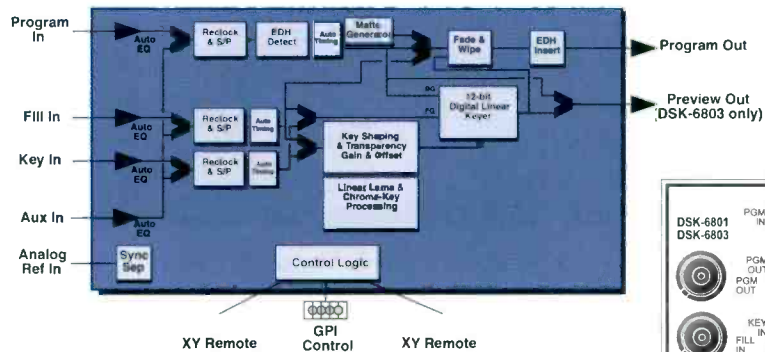 Program
In
Auto
EQ
Reclock
& S/P
EDH
Detect
Auto
Timing
Matte
Generator
Fade &
Wipe
EDH
Insert
Program Out
Fill In
Auto
EQ
Reclock
& S/P
Auto
Timing
BG
FG
12-bit
Digital Linear
Keyer
Preview Out
(DSK-6803 only)
Key In
Auto
EQ
Reclock
& S/P
Auto
Timing
Key Shaping
& Transparency
Gain & Offset
Linear Luma &
Chroma-Key
Processing
Aux In
Auto
EQ
Analog
Ref In
Sync
Sep
Control Logic
XY Remote
GPI
Control
XY Remote
DSK-6801
DSK-6803
PGM
IN
PGM
OUT
PGM
OUT
KEY
IN
FILL
IN